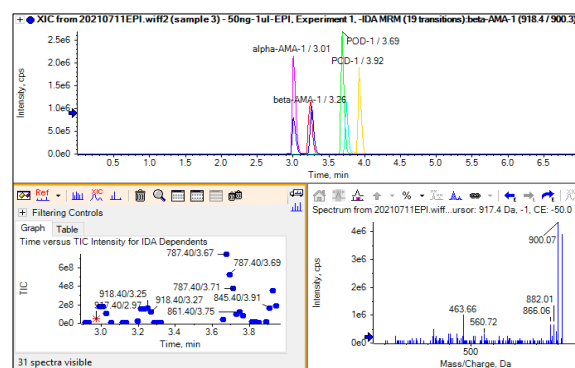 XIC from 20210711EPI.wiff2 (sample 3) - 50ng-1ul-EPI, Experiment 1, -IDA MRM (19 transitions):beta-AMA-1 (918.4 / 900.3)
Intensity, cps
2.5e6
2.0e6
1.5e6
1.0e6
5.0e5
0.0e0
alpha-AMA-1 / 3.01
POD-1 / 3.69
PCD-1 / 3.92
beta-AMA-1 / 3.26
0.5 1.0 1.5 2.0 2.5 3.0 3.5 4.0 4.5 5.0 5.5 6.0 6.5
Time, min
Ref
XIC
Filtering Controls
Graph Table
Time versus TIC Intensity for IDA Dependents
TIC
6e8
4e8
2e8
0e0
787.40/3.67
787.40/3.69
787.40/3.71
918.40/3.25
845.40/3.91
917.40/2.97
918.40/3.27
861.40/3.75
3.0 3.2 3.4 3.6 3.8
Time, min
31 spectra visible
%
Spectrum from 20210711EPI.wiff...ursor: 917.4 Da, -1, CE: -50.0
Intensity, cps
4e6
2e6
0e0
900.07
882.01
866.06
463.66
560.72
500
Mass/Charge, Da